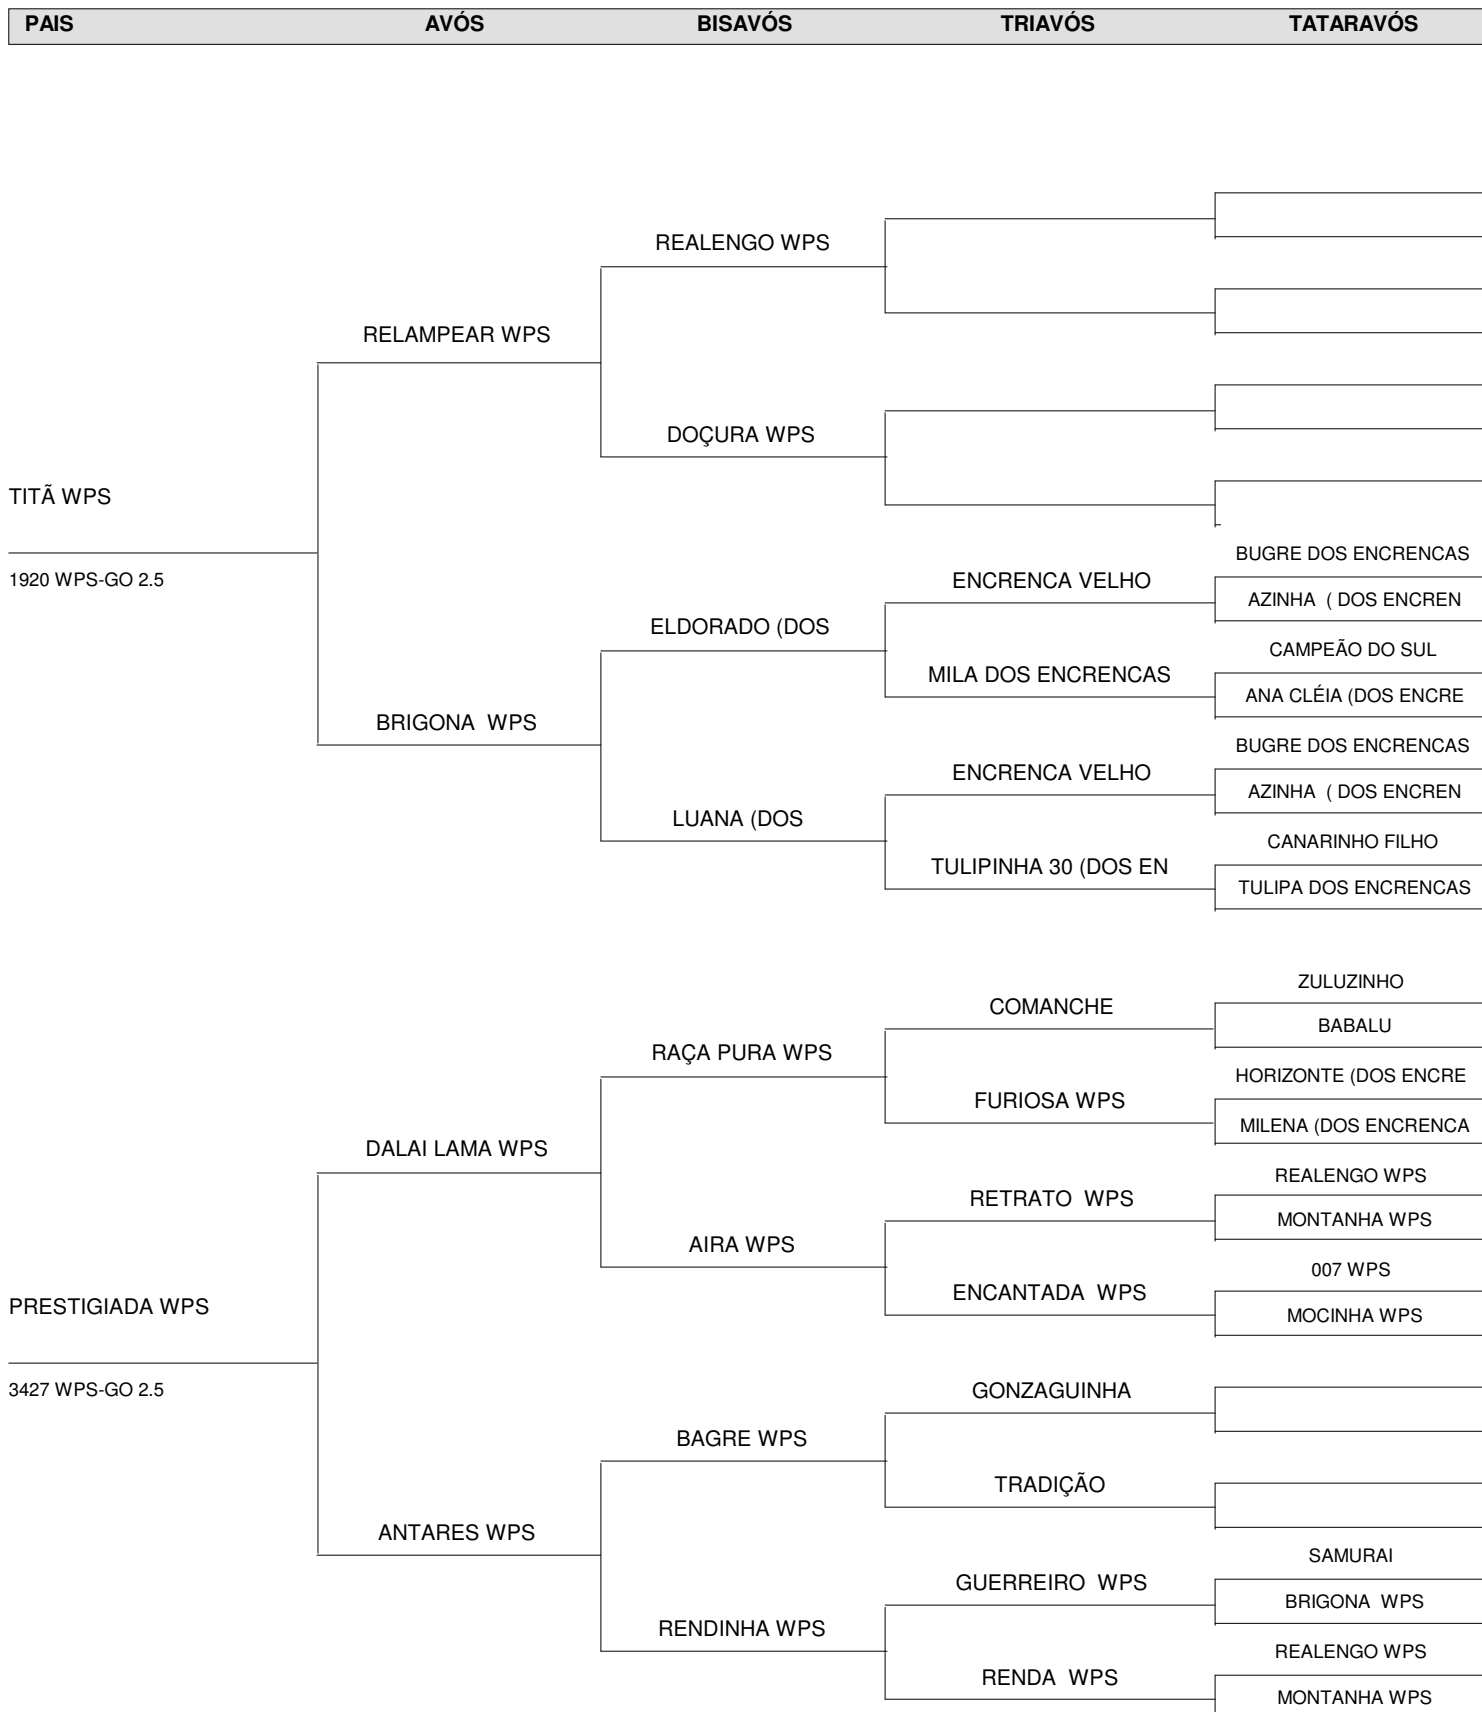 PAIS AVÓS BISAVÓS TRIAVÓS TATARAVÓS
REALENGO WPS
RELAMPEAR WPS
DOÇURA WPS
TITÃ WPS
BUGRE DOS ENCRENCAS
1920 WPS-GO 2.5
ENCRENCA VELHO
AZINHA ( DOS ENCREN
ELDORADO (DOS
CAMPEÃO DO SUL
MILA DOS ENCRENCAS
ANA CLÉIA (DOS ENCRE
BRIGONA WPS
BUGRE DOS ENCRENCAS
ENCRENCA VELHO
AZINHA ( DOS ENCREN
LUANA (DOS
CANARINHO FILHO
TULIPINHA 30 (DOS EN
TULIPA DOS ENCRENCAS
ZULUZINHO
COMANCHE
BABALU
RAÇA PURA WPS
HORIZONTE (DOS ENCRE
FURIOSA WPS
MILENA (DOS ENCRENCA
DALAI LAMA WPS
REALENGO WPS
RETRATO WPS
MONTANHA WPS
AIRA WPS
007 WPS
ENCANTADA WPS
PRESTIGIADA WPS
MOCINHA WPS
3427 WPS-GO 2.5
GONZAGUINHA
BAGRE WPS
TRADIÇÃO
ANTARES WPS
SAMURAI
GUERREIRO WPS
BRIGONA WPS
RENDINHA WPS
REALENGO WPS
RENDA WPS
MONTANHA WPS